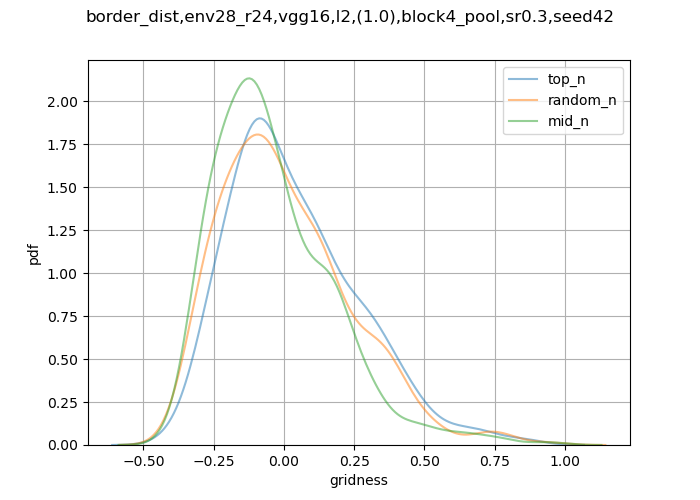 border_dist,env28_r24,vgg16,l2,(1.0),block4_pool,sr0.3,seed42
top_n
random_n
mid_n
2.00
1.75
1.50
1.25
1.00
0.75
0.50
0.25
0.00
pdf
−0.50 −0.25 0.00 0.25 0.50 0.75 1.00
gridness